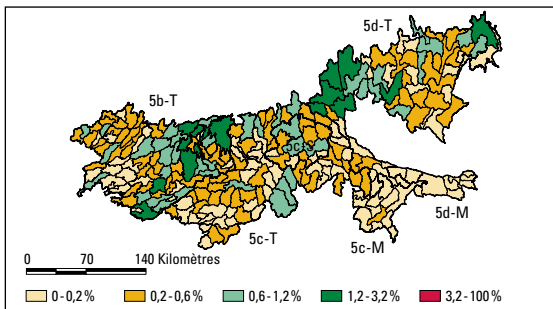 5d-T
5b-T
5c-S
5d-M
5c-T
5c-M
0 70 140 Kilomètres
0 - 0,2 % 0,2 - 0,6 % 0,6 - 1,2 % 1,2 - 3,2 % 3,2 - 100 %